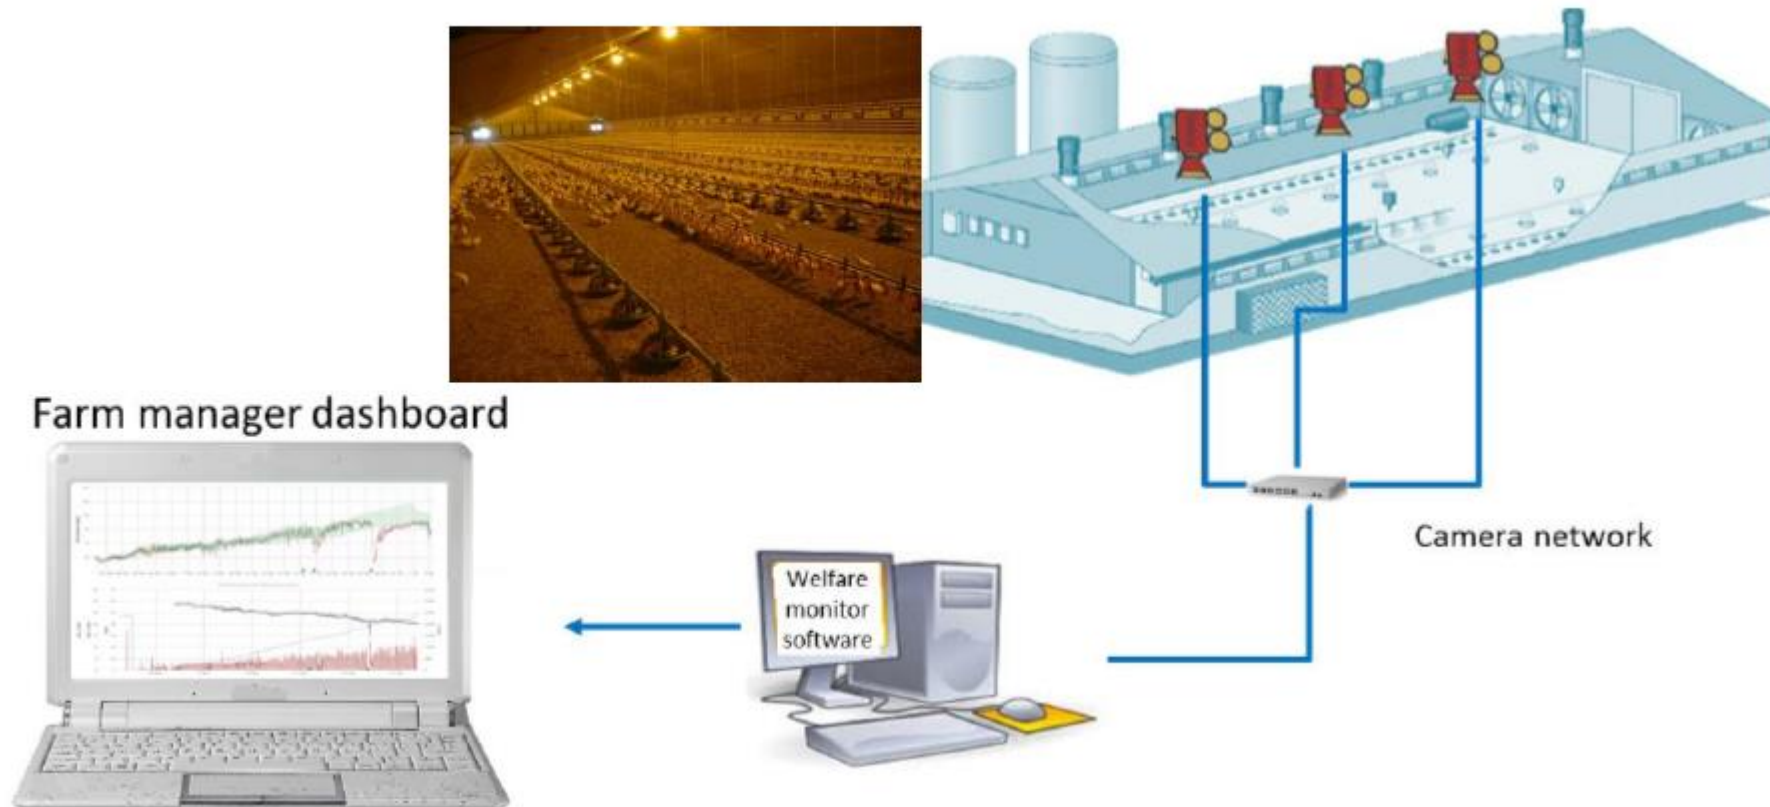 Farm manager dashboard
Welfare
monitor
software
Camera network